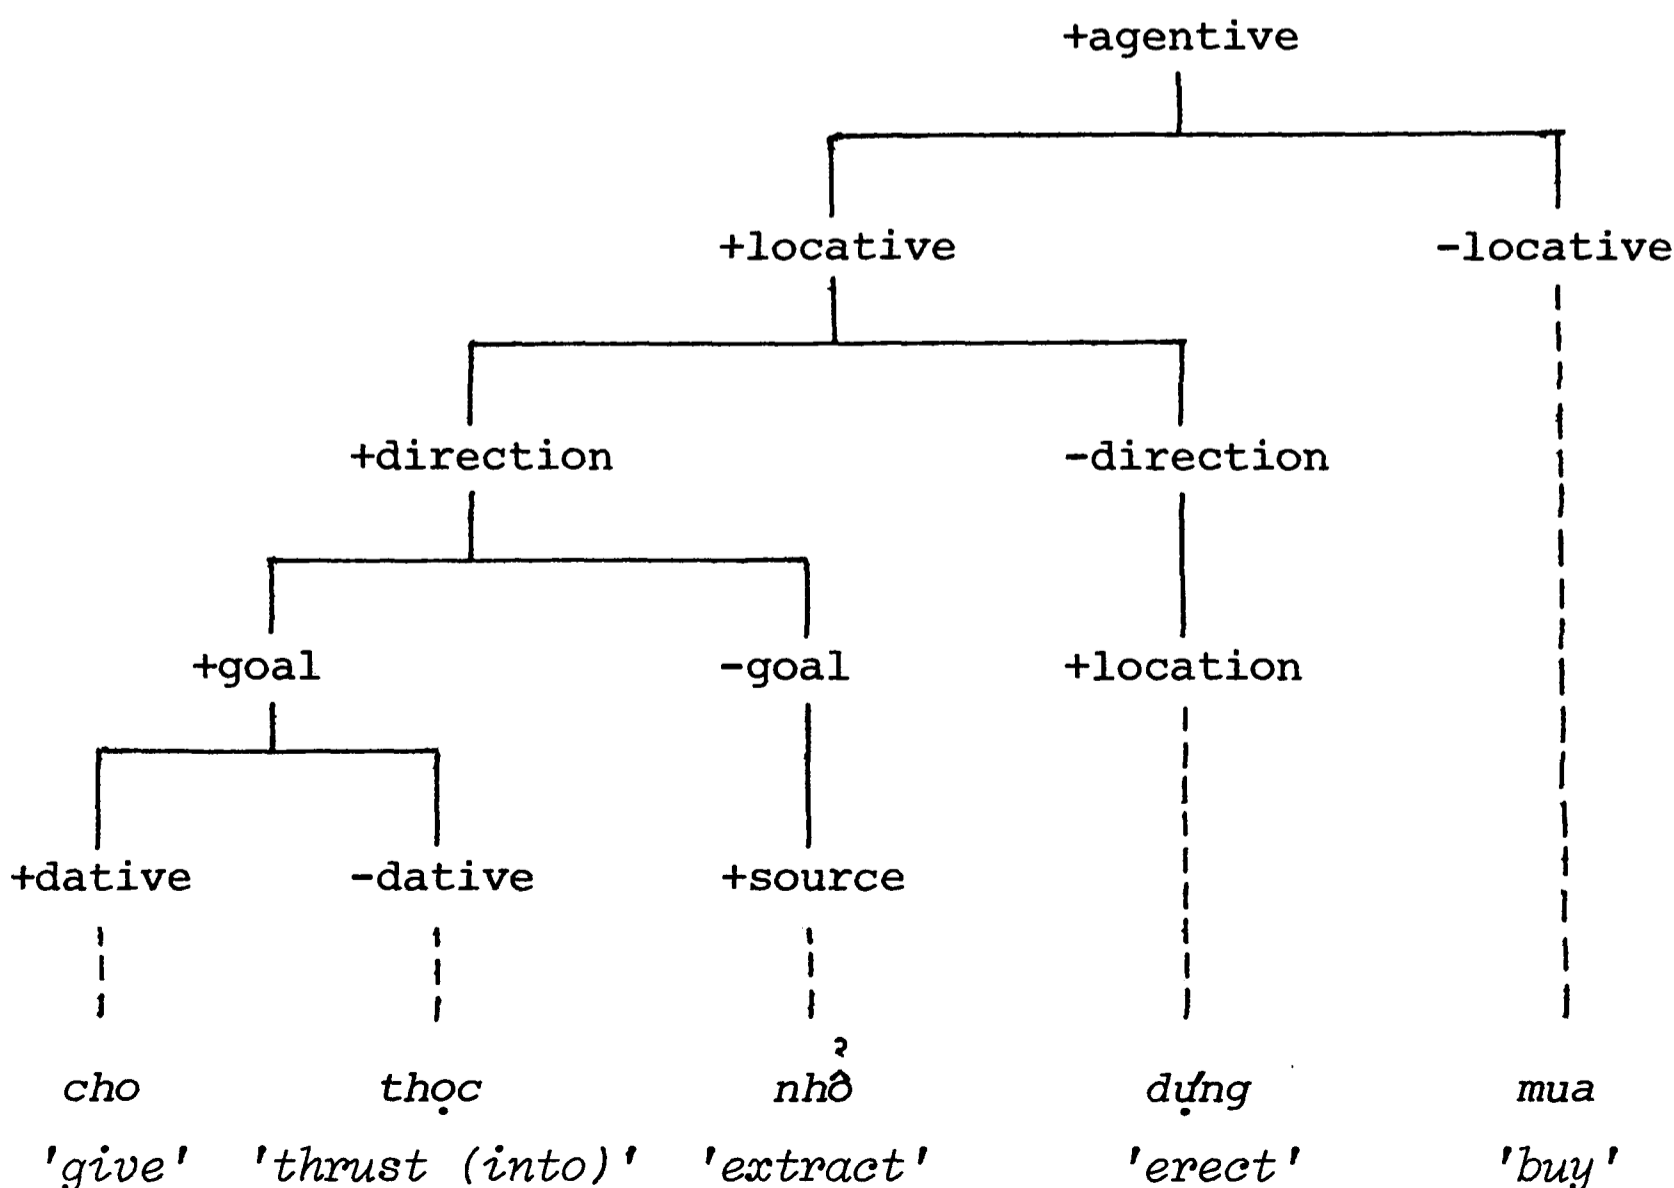 +agentive
+locative -locative
+direction -direction
+goal -goal +location
+dative -dative +source
cho thọc nhổ dựng mua
'give' 'thrust (into)' 'extract' 'erect' 'buy'